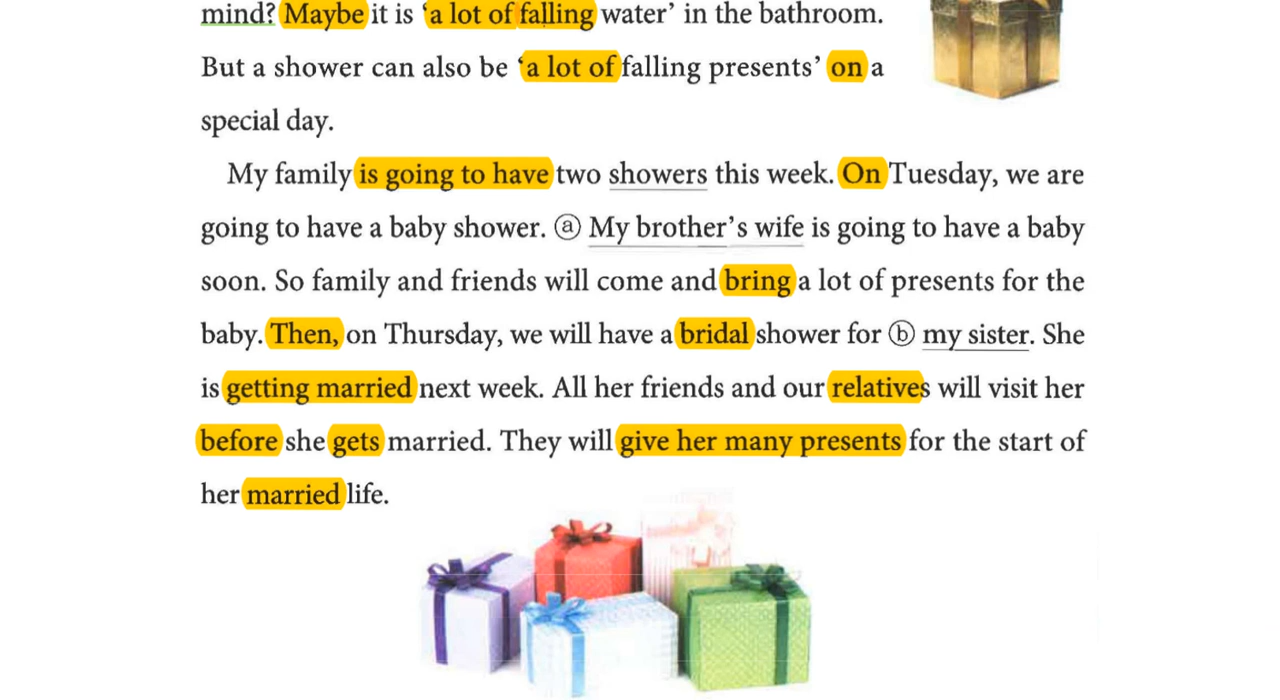 mind? Maybe it is ‘a lot of falling water’ in the bathroom.
But a shower can also be ‘a lot of falling presents’ on a
special day.
My family is going to have two showers this week. On Tuesday, we are
going to have a baby shower. ⓐ My brother’s wife is going to have a baby
soon. So family and friends will come and bring a lot of presents for the
baby. Then, on Thursday, we will have a bridal shower for ⓑ my sister. She
is getting married next week. All her friends and our relatives will visit her
before she gets married. They will give her many presents for the start of
her married life.